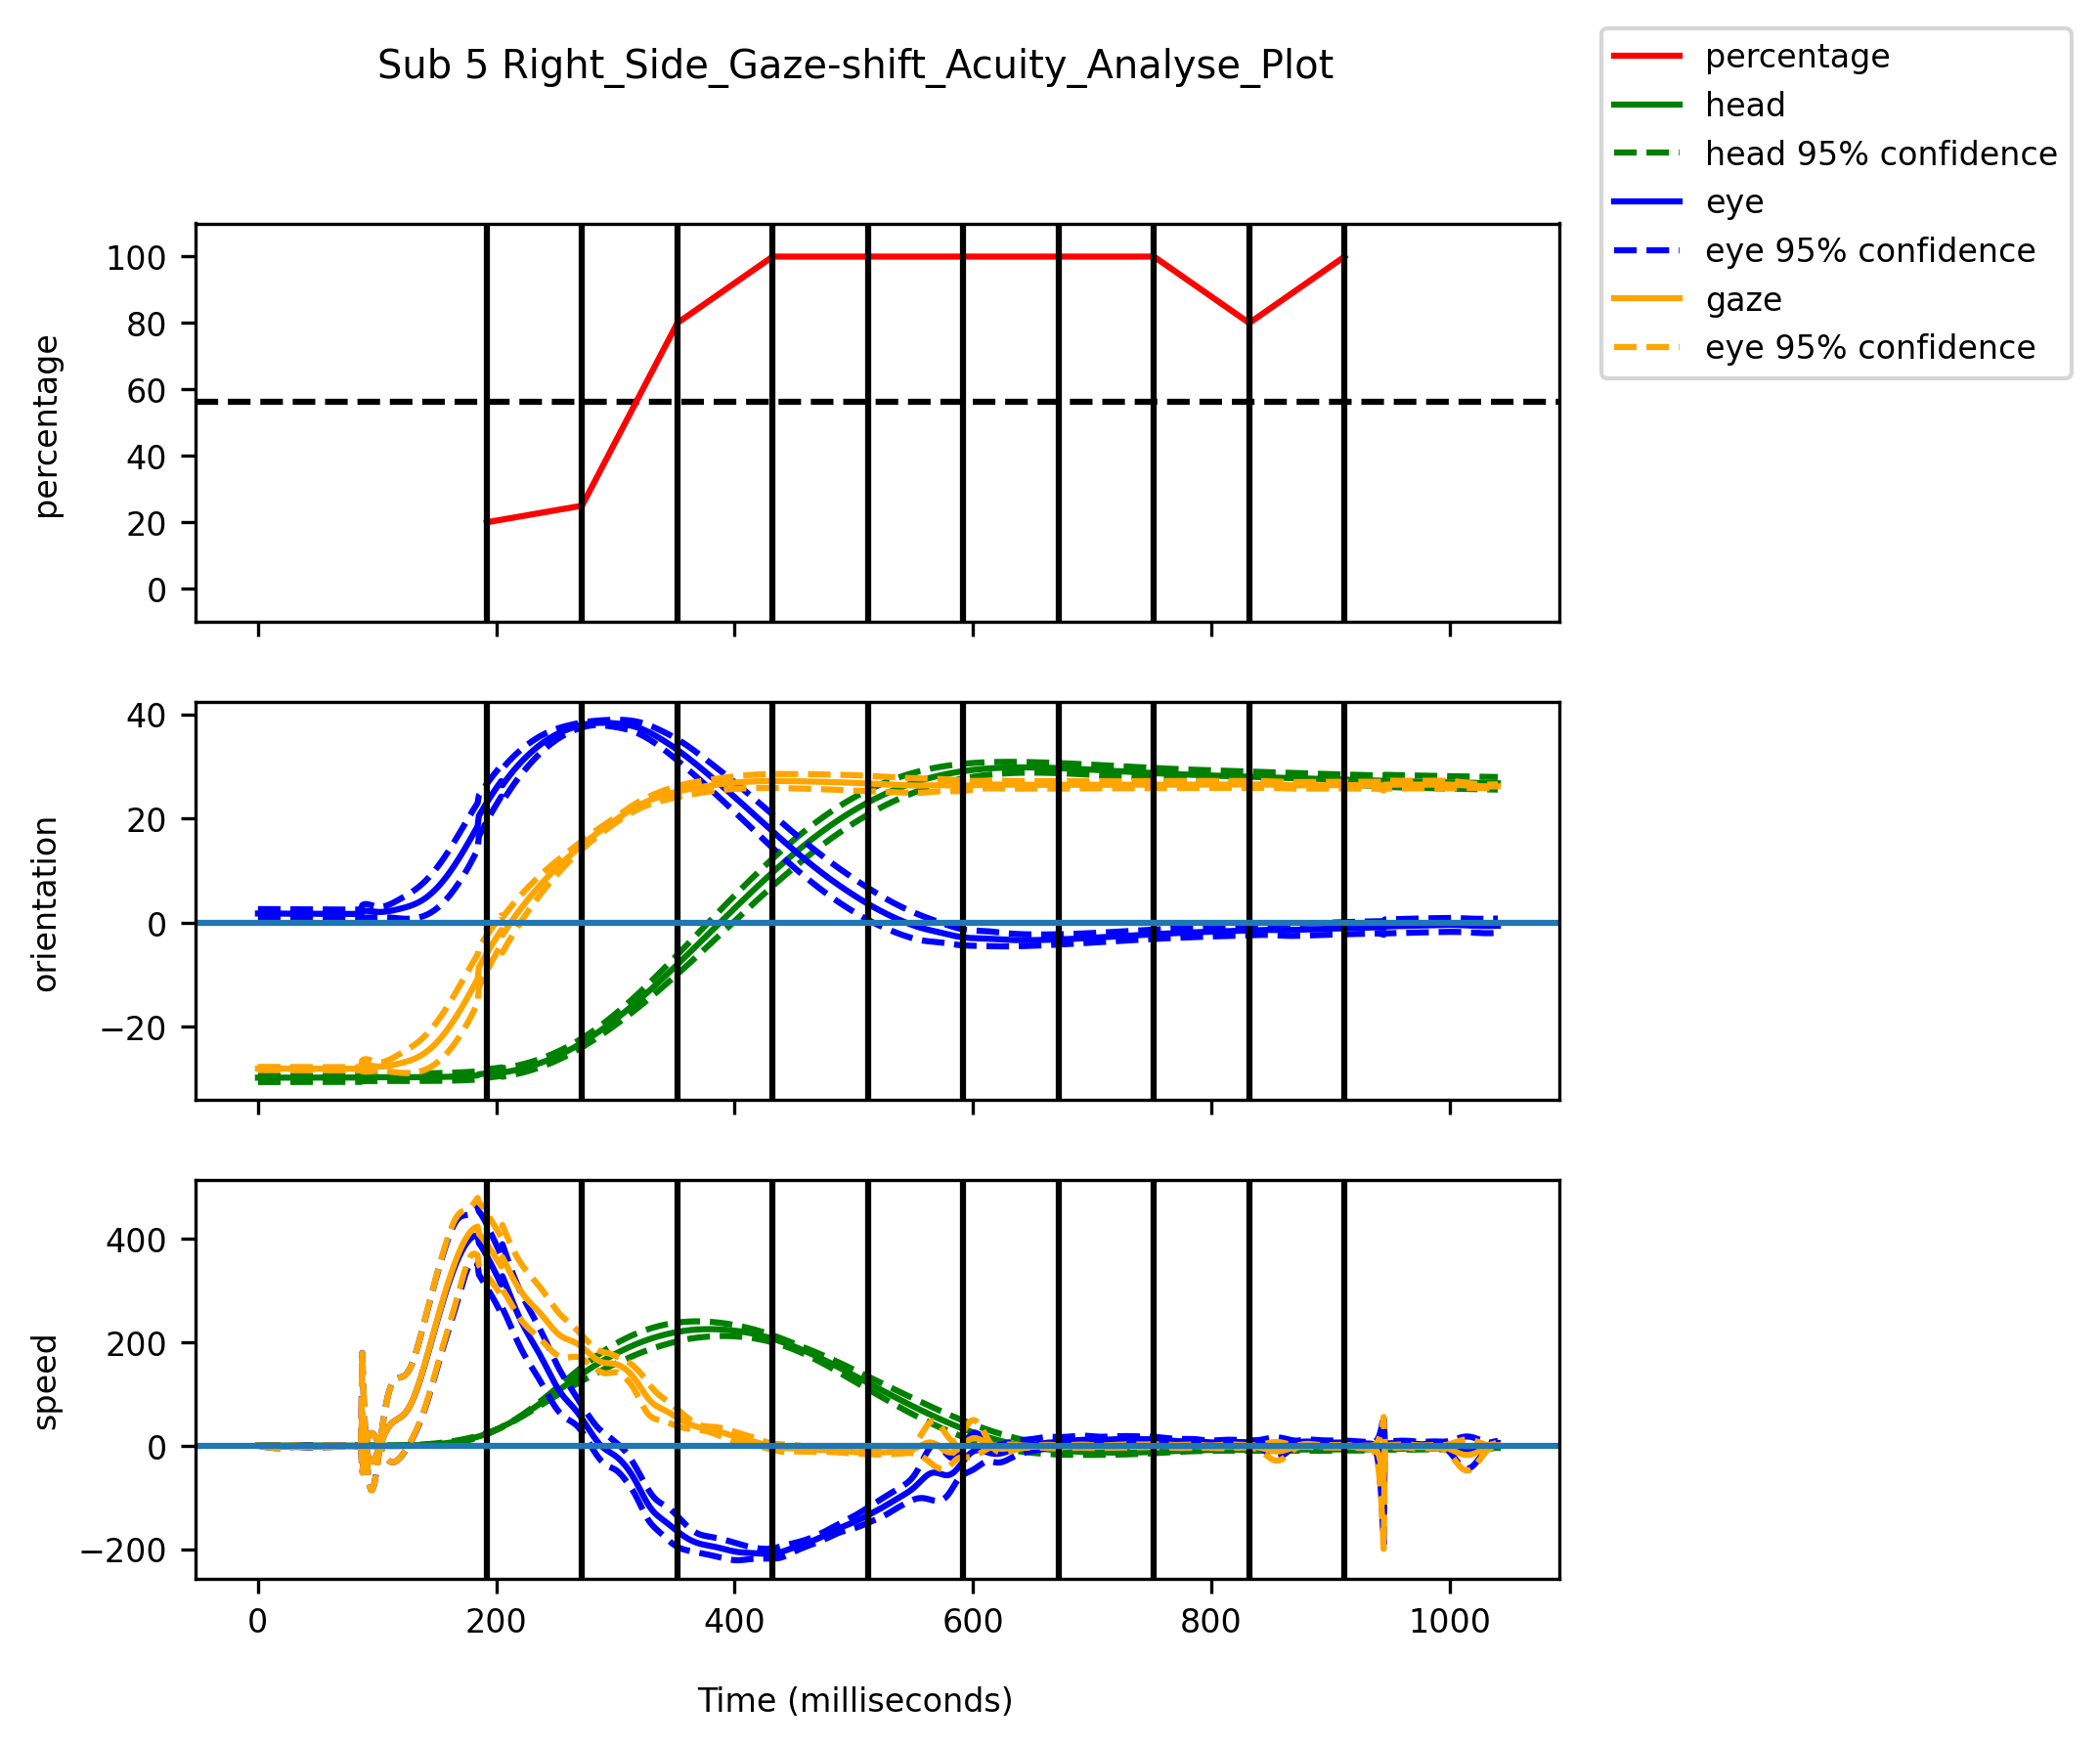 Sub 5 Right_Side_Gaze-shift_Acuity_Analyse_Plot
percentage
head
head 95% confidence
eye
eye 95% confidence
gaze
eye 95% confidence
100
80
60
40
20
0
percentage
40
20
0
−20
orientation
400
200
0
−200
speed
0 200 400 600 800 1000
Time (milliseconds)